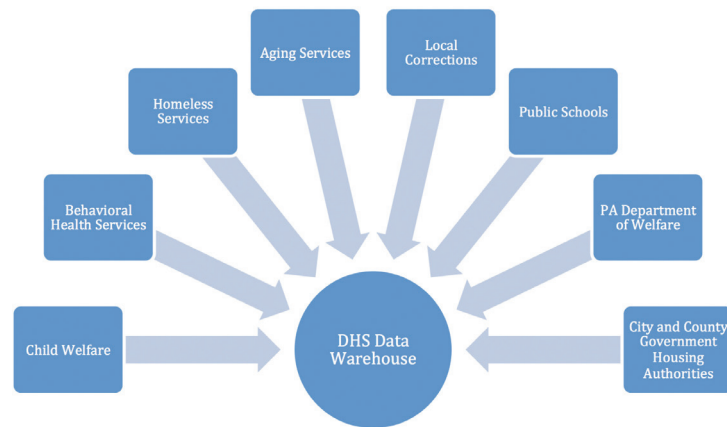 Child Welfare
Behavioral
Health Services
Homeless
Services
Aging Services
Local
Corrections
Public Schools
PA Department
of Welfare
City and County
Government
Housing
Authorities
DHS Data
Warehouse